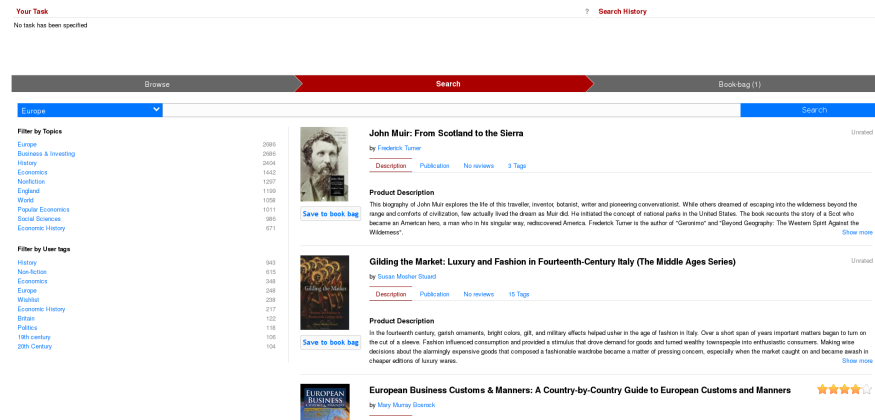 Your Task
? Search History
No task has been specified
Browse
Search
Book-bag (1)
Europe
Search
Filter by Topics
Europe 2686
Business & Investing 2686
History 2404
Economics 1442
Nonfiction 1297
England 1199
World 1058
Popular Economics 1011
Social Sciences 986
Economic History 671
Filter by User tags
History 943
Non-fiction 615
Economics 348
Europe 246
Wishlist 238
Economic History 217
Britain 122
Politics 118
19th century 106
20th Century 104
John Muir: From Scotland to the Sierra
Unrated
by Frederick Turner
Description Publication No reviews 3 Tags
Save to book bag
Product Description
This biography of John Muir explores the life of this traveller, inventor, botanist, writer and pioneering convervationist. While others dreamed of escaping into the wilderness beyond the
range and comforts of civilization, few actually lived the dream as Muir did. He initiated the concept of national parks in the United States. The book recounts the story of a Scot who
became an American hero, a man who in his singular way, rediscovered America. Frederick Turner is the author of "Geronimo" and "Beyond Geography: The Western Spirit Against the
Wilderness".
Show more
Gilding the Market: Luxury and Fashion in Fourteenth-Century Italy (The Middle Ages Series)
Unrated
by Susan Mosher Stuard
Description Publication No reviews 15 Tags
Gilding the Market
Save to book bag
Product Description
In the fourteenth century, garish ornaments, bright colors, gilt, and military effects helped usher in the age of fashion in Italy. Over a short span of years important matters began to turn on
the cut of a sleeve. Fashion influenced consumption and provided a stimulus that drove demand for goods and turned wealthy townspeople into enthusiastic consumers. Making wise
decisions about the alarmingly expensive goods that composed a fashionable wardrobe became a matter of pressing concern, especially when the market caught on and became awash in
cheaper editions of luxury wares.
Show more
European Business Customs & Manners: A Country-by-Country Guide to European Customs and Manners
by Mary Murray Bosrock
EUROPEAN
BUSINESS